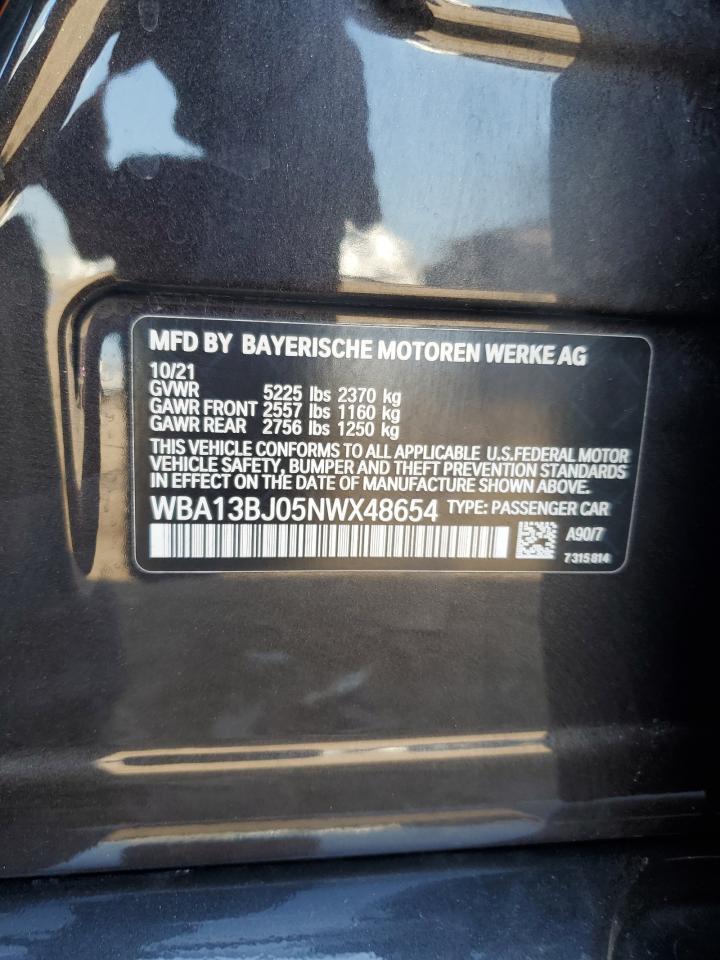 MFD BY BAYERISCHE MOTOREN WERKE AG
10/21
GVWR 5225 lbs 2370 kg
GAWR FRONT 2557 lbs 1160 kg
GAWR REAR 2756 lbs 1250 kg
THIS VEHICLE CONFORMS TO ALL APPLICABLE U.S.FEDERAL MOTOR
VEHICLE SAFETY, BUMPER AND THEFT PREVENTION STANDARDS
IN EFFECT ON THE DATE OF MANUFACTURE SHOWN ABOVE.
WBA13BJ05NWX48654 TYPE: PASSENGER CAR
A90/7
7315814